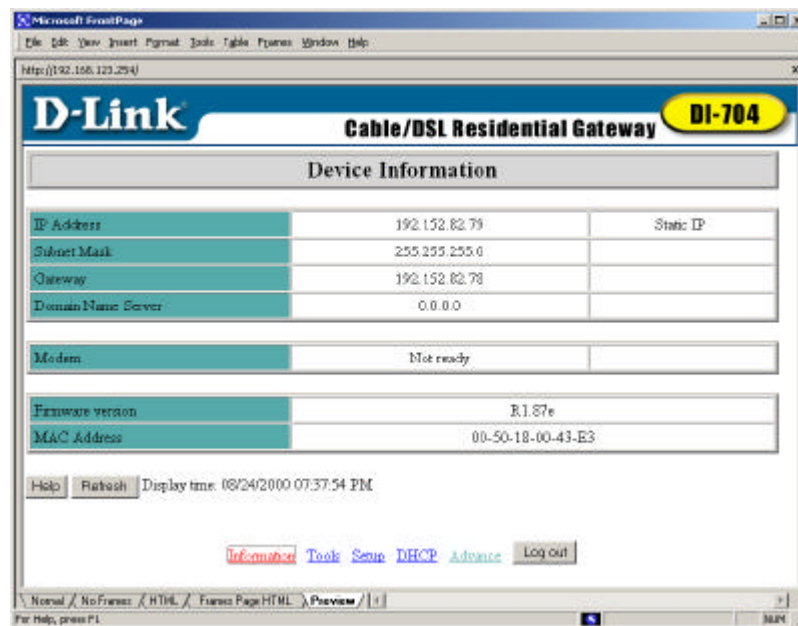 Microsoft FrontPage
File Edit View Insert Format Tools Table Frames Window Help
http://192.168.123.254/
D-Link
Cable/DSL Residential Gateway
DI-704
Device Information
IP Address 192.152.82.79 Static IP
Subnet Mask 255.255.255.0
Gateway 192.152.82.78
Domain Name Server 0.0.0.0
Modem Not ready
Firmware version R1.87e
MAC Address 00-50-18-00-43-E3
Help Refresh Display time: 08/24/2000 07:37:54 PM
Information Tools Setup DHCP Advance Log out
Normal No Frames HTML Frames Page HTML Preview
For Help, press F1 NUM